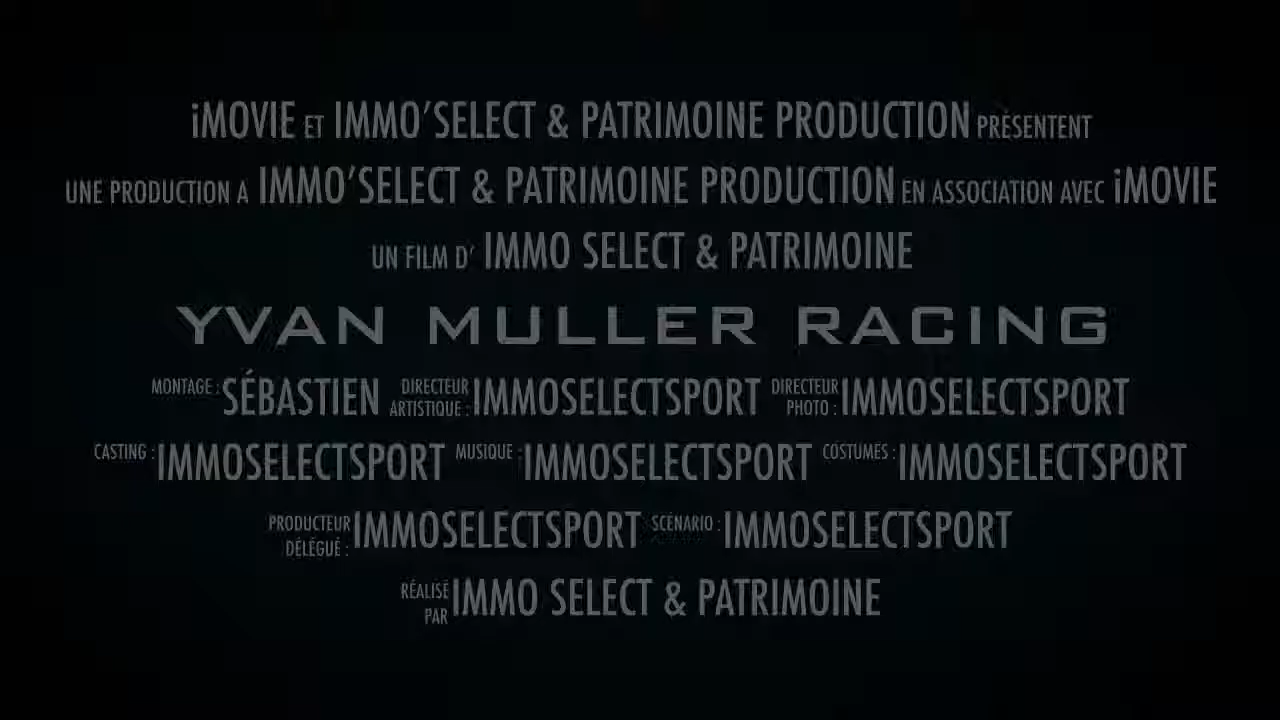 iMOVIE ET IMMO'SELECT & PATRIMOINE PRODUCTION PRÉSENTENT
UNE PRODUCTION A IMMO'SELECT & PATRIMOINE PRODUCTION EN ASSOCIATION AVEC iMOVIE
UN FILM D' IMMO SELECT & PATRIMOINE
YVAN MULLER RACING
MONTAGE : SÉBASTIEN DIRECTEUR ARTISTIQUE : IMMOSELECTSPORT DIRECTEUR PHOTO : IMMOSELECTSPORT
CASTING : IMMOSELECTSPORT MUSIQUE : IMMOSELECTSPORT COSTUMES : IMMOSELECTSPORT
PRODUCTEUR DÉLÉGUÉ : IMMOSELECTSPORT SCÉNARIO : IMMOSELECTSPORT
RÉALISÉ PAR IMMO SELECT & PATRIMOINE